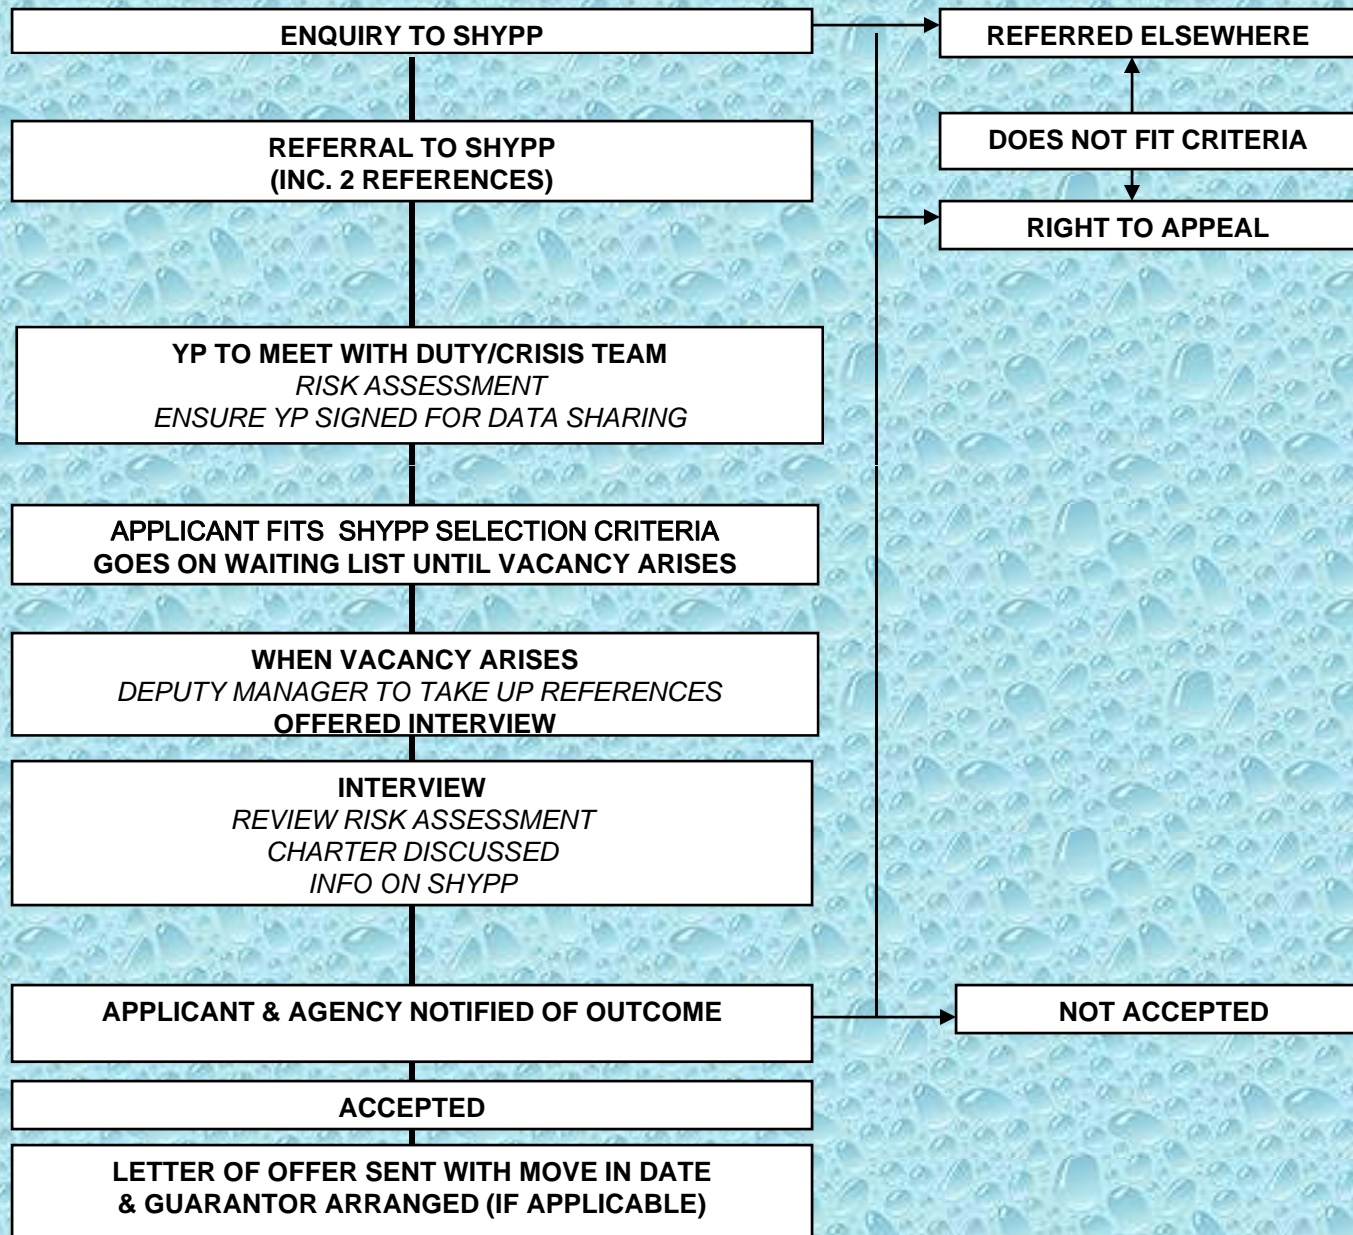 ENQUIRY TO SHYPP
REFERRED ELSEWHERE
REFERRAL TO SHYPP
(INC. 2 REFERENCES)
DOES NOT FIT CRITERIA
RIGHT TO APPEAL
YP TO MEET WITH DUTY/CRISIS TEAM
RISK ASSESSMENT
ENSURE YP SIGNED FOR DATA SHARING
APPLICANT FITS SHYPP SELECTION CRITERIA
GOES ON WAITING LIST UNTIL VACANCY ARISES
WHEN VACANCY ARISES
DEPUTY MANAGER TO TAKE UP REFERENCES
OFFERED INTERVIEW
INTERVIEW
REVIEW RISK ASSESSMENT
CHARTER DISCUSSED
INFO ON SHYPP
APPLICANT & AGENCY NOTIFIED OF OUTCOME
NOT ACCEPTED
ACCEPTED
LETTER OF OFFER SENT WITH MOVE IN DATE
& GUARANTOR ARRANGED (IF APPLICABLE)